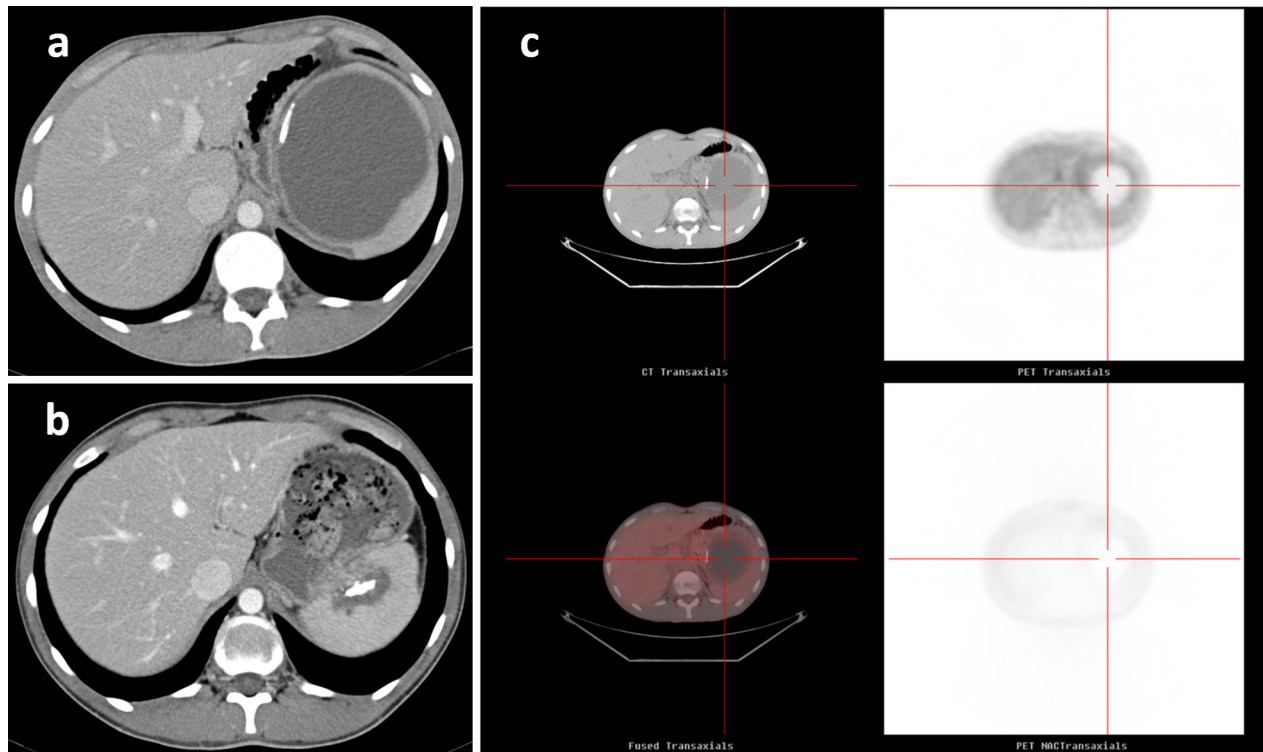 a
c
CT Transaxials
PET Transaxials
b
Fused Transaxials
PET NACTransaxials